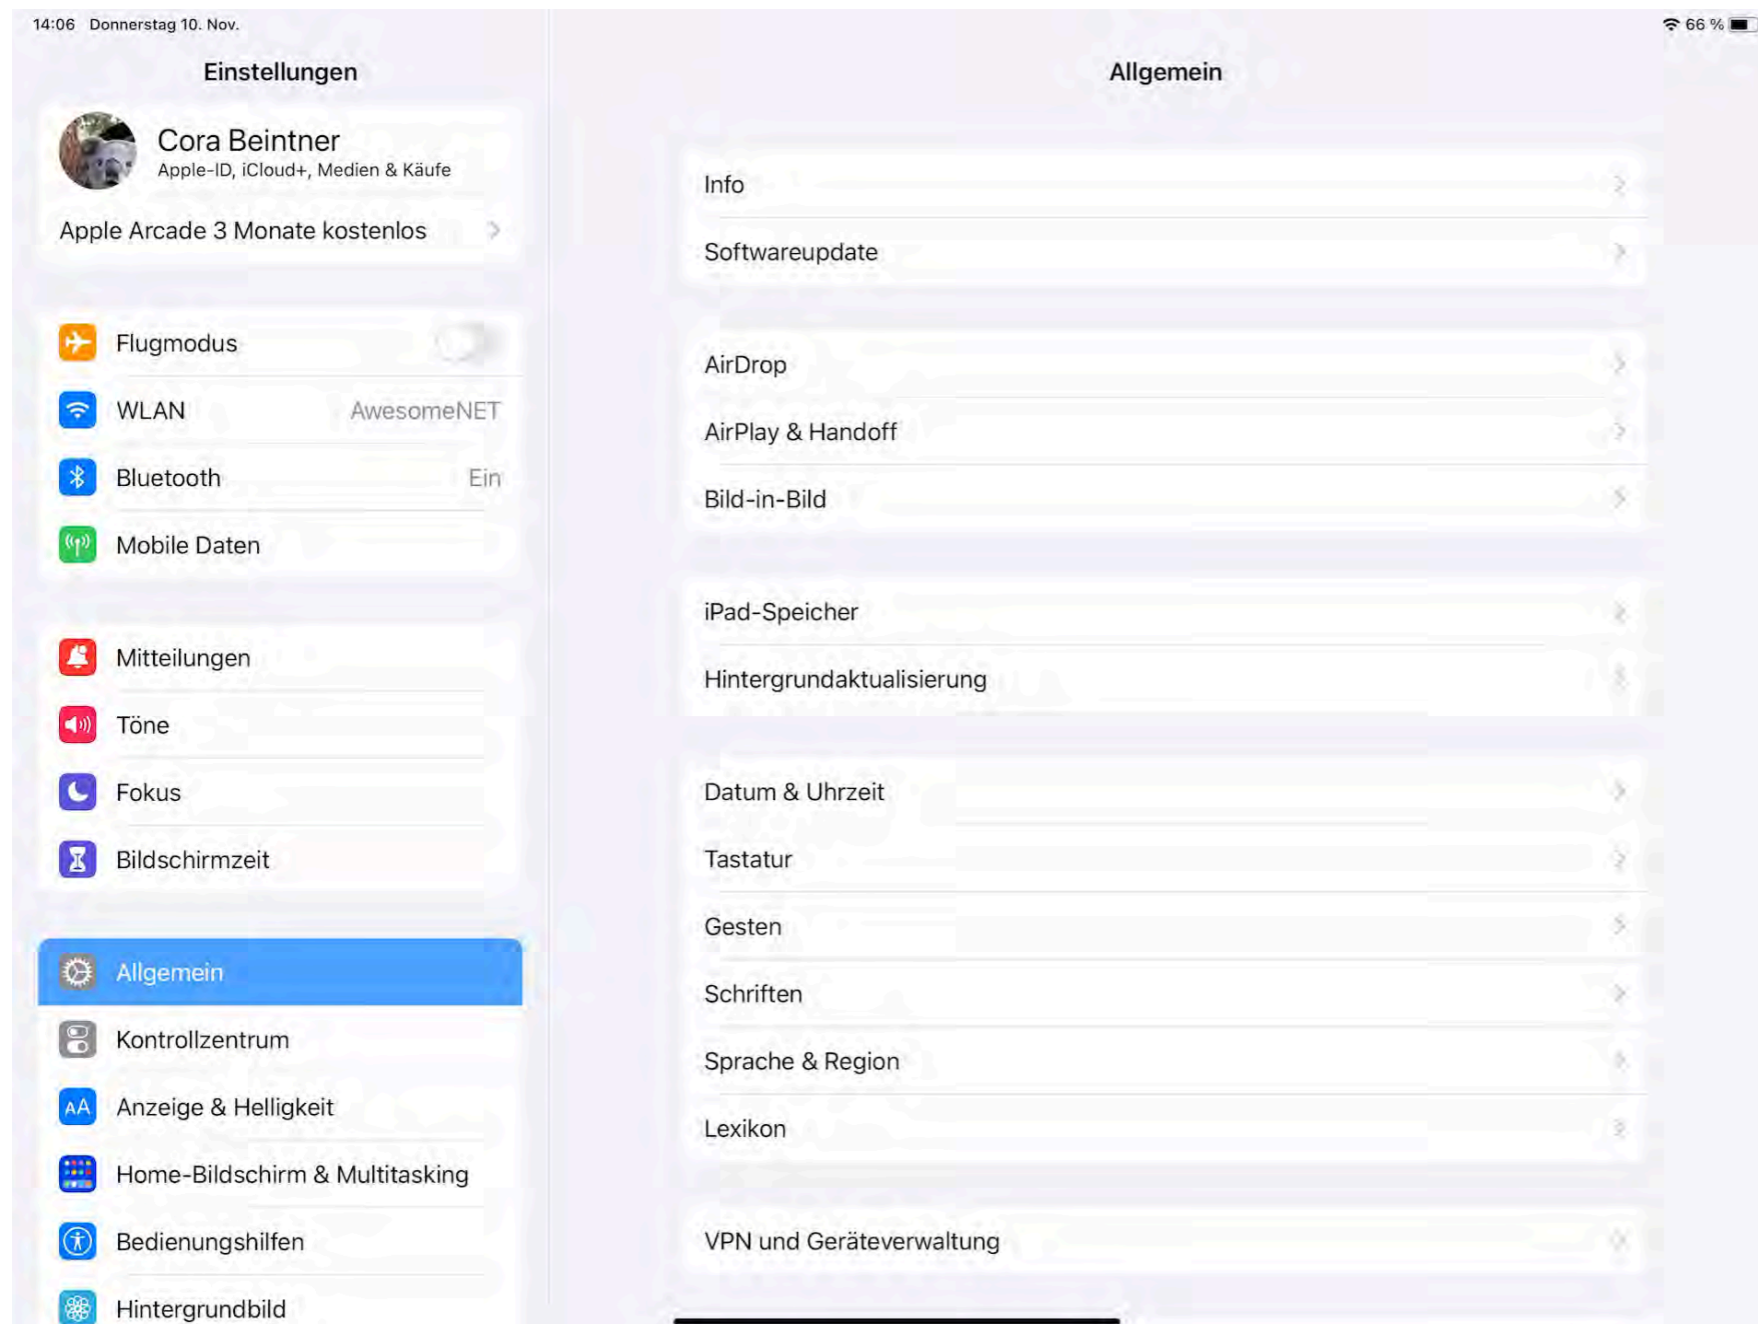 14:06 Donnerstag 10. Nov.
66 %
Einstellungen
Cora Beintner
Apple-ID, iCloud+, Medien & Käufe
Apple Arcade 3 Monate kostenlos
Flugmodus
WLAN AwesomeNET
Bluetooth Ein
Mobile Daten
Mitteilungen
Töne
Fokus
Bildschirmzeit
Allgemein
Kontrollzentrum
AA Anzeige & Helligkeit
Home-Bildschirm & Multitasking
Bedienungshilfen
Hintergrundbild
Allgemein
Info
Softwareupdate
AirDrop
AirPlay & Handoff
Bild-in-Bild
iPad-Speicher
Hintergrundaktualisierung
Datum & Uhrzeit
Tastatur
Gesten
Schriften
Sprache & Region
Lexikon
VPN und Geräteverwaltung